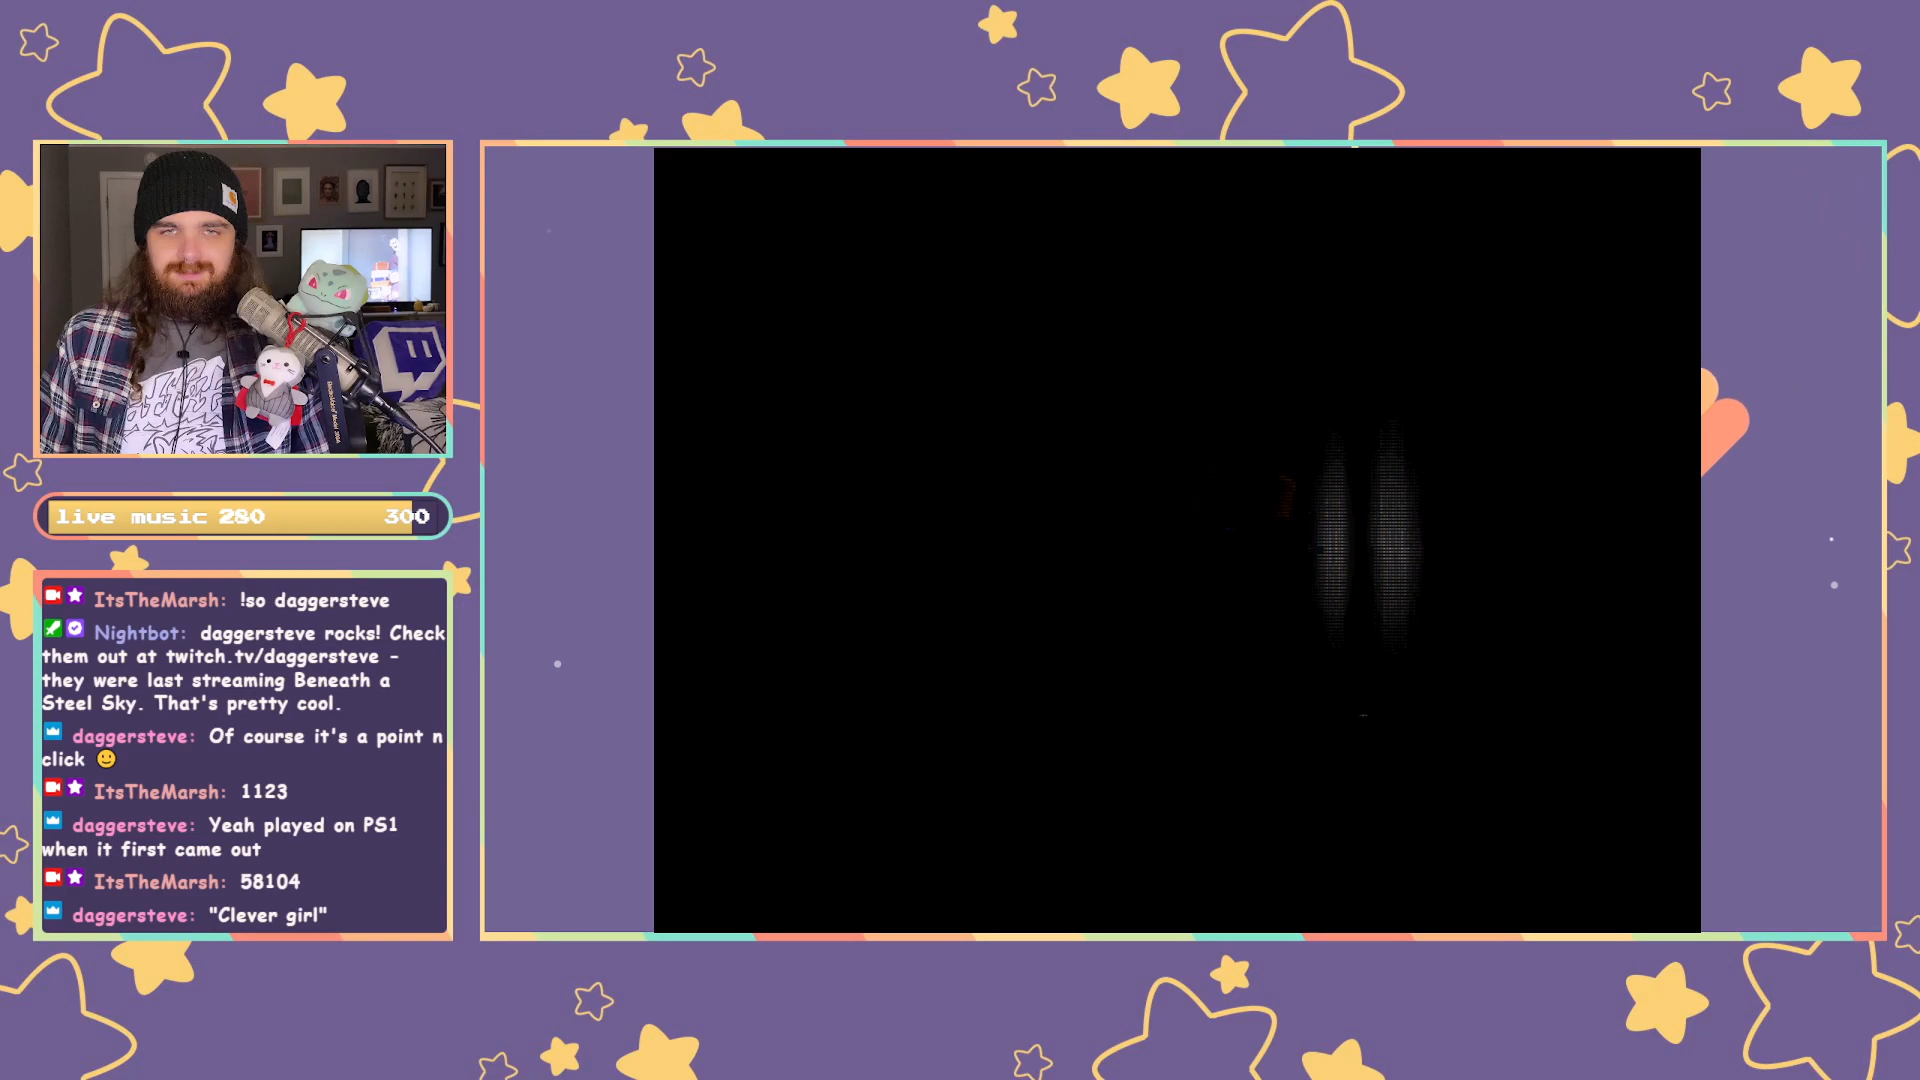 live music 280 300
ItsTheMarsh: !so daggersteve
Nightbot: daggersteve rocks! Check
them out at twitch.tv/daggersteve -
they were last streaming Beneath a
Steel Sky. That's pretty cool.
daggersteve: Of course it's a point n
click
ItsTheMarsh: 1123
daggersteve: Yeah played on PS1
when it first came out
ItsTheMarsh: 58104
daggersteve: "Clever girl"